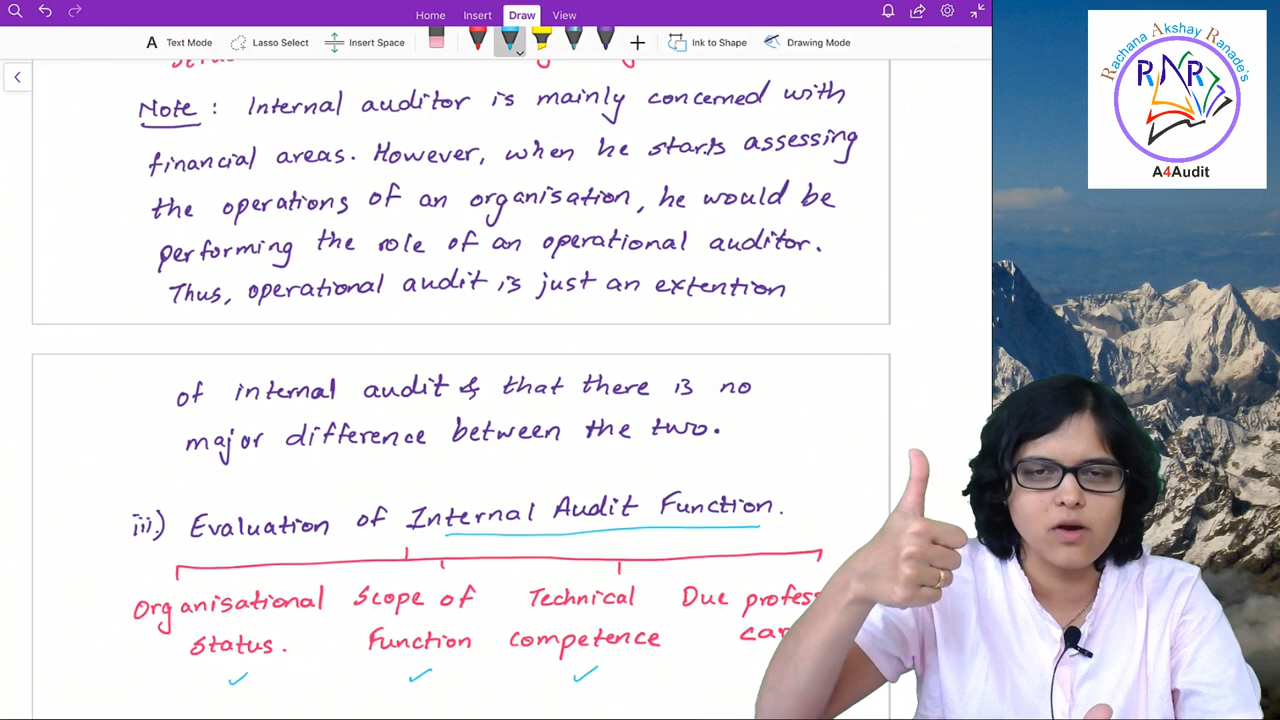 Home Insert Draw View
Text Mode Lasso Select Insert Space Ink to Shape Drawing Mode
Note : Internal auditor is mainly concerned with
financial areas. However, when he starts assessing
the operations of an organisation, he would be
performing the role of an operational auditor.
Thus, operational audit is just an extention
of internal audit & that there is no
major difference between the two.
iii.) Evaluation of Internal Audit Function.
Organisational Scope of Technical Due profess
Status. Function competence car
Rachana Akshay Ranade's
RAR
A4Audit